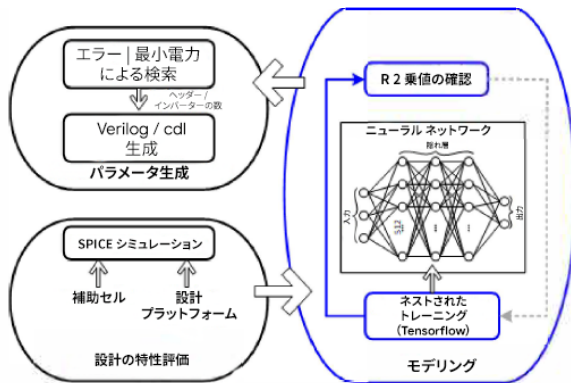 エラー | 最小電力
による検索
ヘッダー /
インバーターの数
Verilog / cdl
生成
パラメータ生成
SPICE シミュレーション
補助セル
設計
プラットフォーム
設計の特性評価
R 2 乗値の確認
ニューラル ネットワーク
隠れ層
入力
512
出力
ネストされた
トレーニング
(Tensorflow)
モデリング